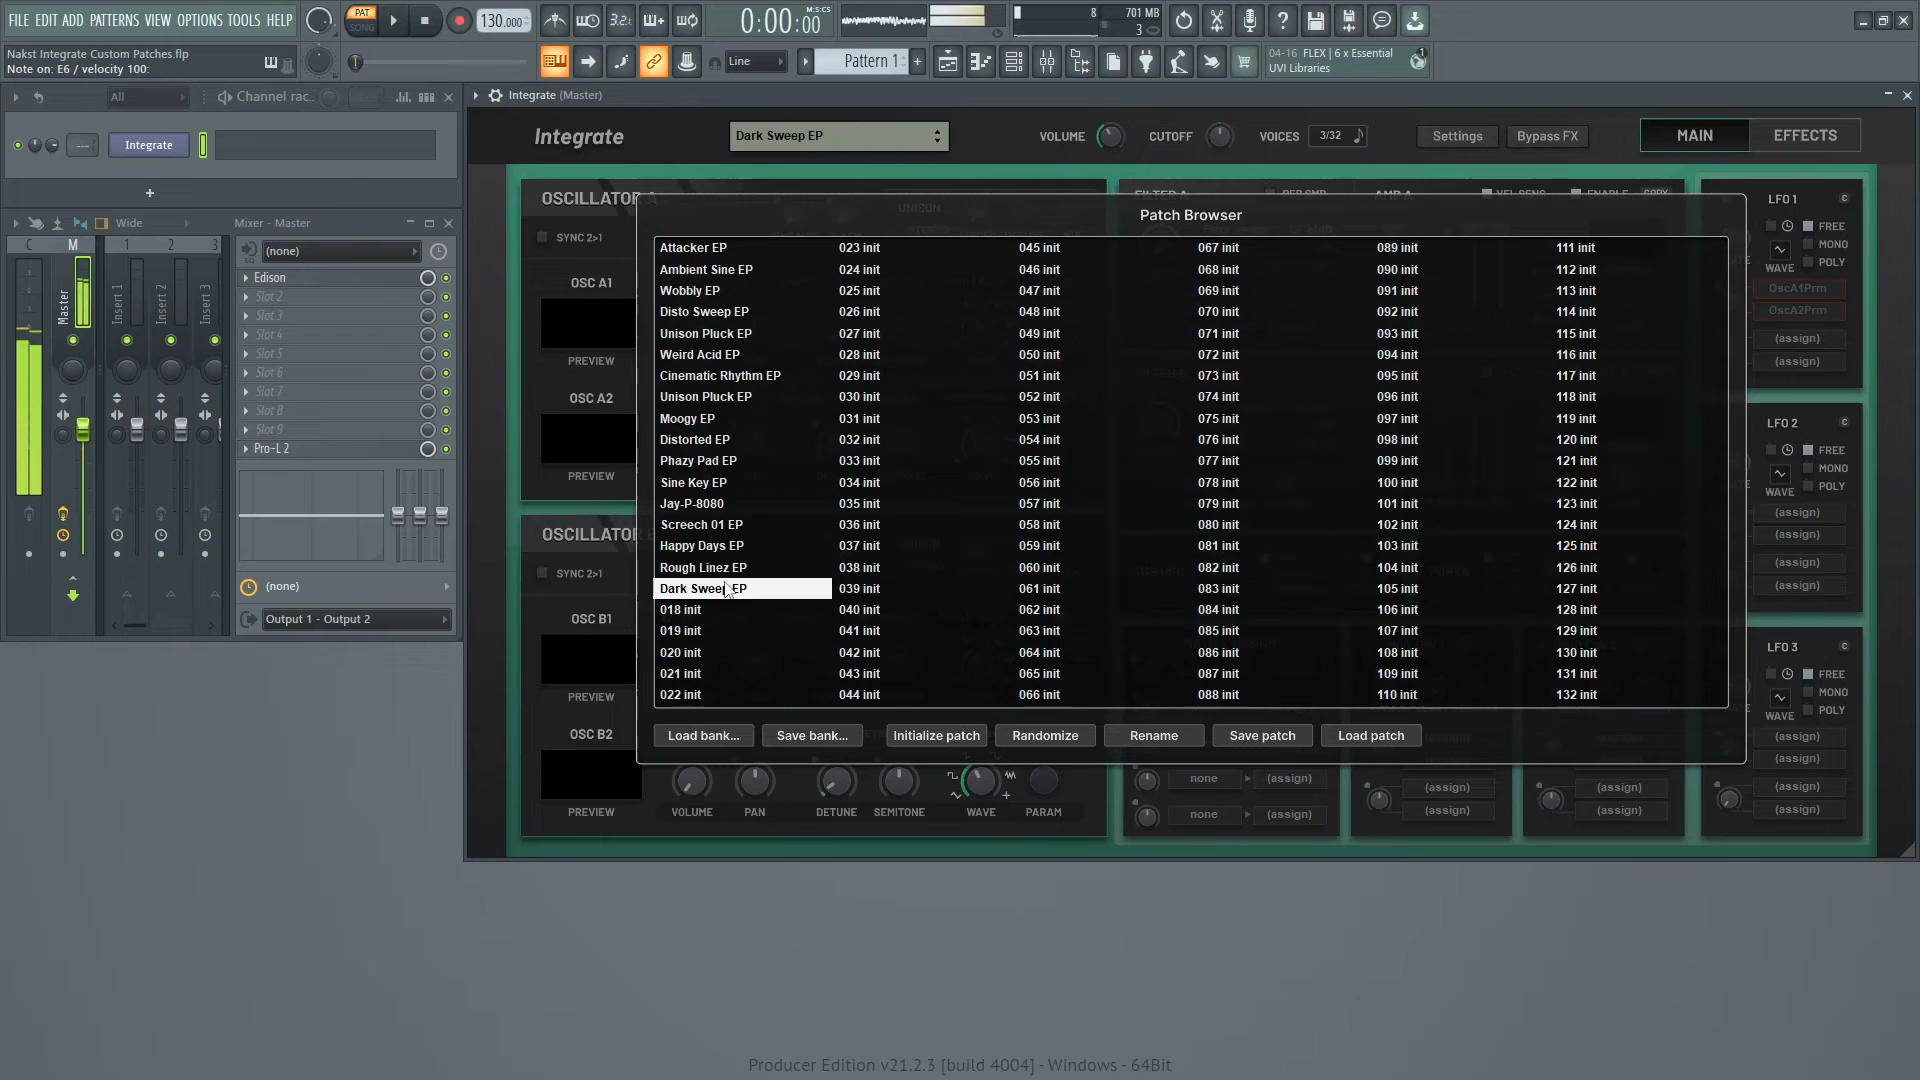 FILE EDIT ADD PATTERNS VIEW OPTIONS TOOLS HELP
PAT
SONG
130.000
3.2:
0:00:00
M:S:CS
8
701 MB
3
Nakst Integrate Custom Patches.flp
Note on: E6 / velocity 100:
Line
Pattern 1
04-16 FLEX | 6 x Essential
UVI Libraries
1
All
Channel rac..
Integrate
+
Integrate (Master)
Integrate
Dark Sweep EP
VOLUME
CUTOFF
VOICES
3/32
Settings
Bypass FX
MAIN
EFFECTS
Wide
Mixer - Master
C
M
1
2
3
Master
Insert 1
Insert 2
Insert 3
(none)
Edison
Slot 2
Slot 3
Slot 4
Slot 5
Slot 6
Slot 7
Slot 8
Slot 9
Pro-L 2
(none)
Output 1 - Output 2
OSCILLATOR A
SYNC 2>1
OSC A1
PREVIEW
OSC A2
PREVIEW
OSCILLATOR B
SYNC 2>1
OSC B1
PREVIEW
OSC B2
PREVIEW
UNISON
FILTER A
AMP A
VEL SENS
ENABLE
COPY
Patch Browser
Attacker EP
Ambient Sine EP
Wobbly EP
Disto Sweep EP
Unison Pluck EP
Weird Acid EP
Cinematic Rhythm EP
Unison Pluck EP
Moogy EP
Distorted EP
Phazy Pad EP
Sine Key EP
Jay-P-8080
Screech 01 EP
Happy Days EP
Rough Linez EP
Dark Sweep EP
018 init
019 init
020 init
021 init
022 init
023 init
024 init
025 init
026 init
027 init
028 init
029 init
030 init
031 init
032 init
033 init
034 init
035 init
036 init
037 init
038 init
039 init
040 init
041 init
042 init
043 init
044 init
045 init
046 init
047 init
048 init
049 init
050 init
051 init
052 init
053 init
054 init
055 init
056 init
057 init
058 init
059 init
060 init
061 init
062 init
063 init
064 init
065 init
066 init
067 init
068 init
069 init
070 init
071 init
072 init
073 init
074 init
075 init
076 init
077 init
078 init
079 init
080 init
081 init
082 init
083 init
084 init
085 init
086 init
087 init
088 init
089 init
090 init
091 init
092 init
093 init
094 init
095 init
096 init
097 init
098 init
099 init
100 init
101 init
102 init
103 init
104 init
105 init
106 init
107 init
108 init
109 init
110 init
111 init
112 init
113 init
114 init
115 init
116 init
117 init
118 init
119 init
120 init
121 init
122 init
123 init
124 init
125 init
126 init
127 init
128 init
129 init
130 init
131 init
132 init
Load bank...
Save bank...
Initialize patch
Randomize
Rename
Save patch
Load patch
VOLUME
PAN
DETUNE
SEMITONE
WAVE
PARAM
none
(assign)
none
(assign)
(assign)
(assign)
(assign)
(assign)
LFO 1
C
FREE
MONO
POLY
WAVE
OscA1Prm
OscA2Prm
(assign)
(assign)
LFO 2
C
FREE
MONO
POLY
WAVE
(assign)
(assign)
(assign)
(assign)
LFO 3
C
FREE
MONO
POLY
WAVE
(assign)
(assign)
(assign)
(assign)
Producer Edition v21.2.3 [build 4004] - Windows - 64Bit